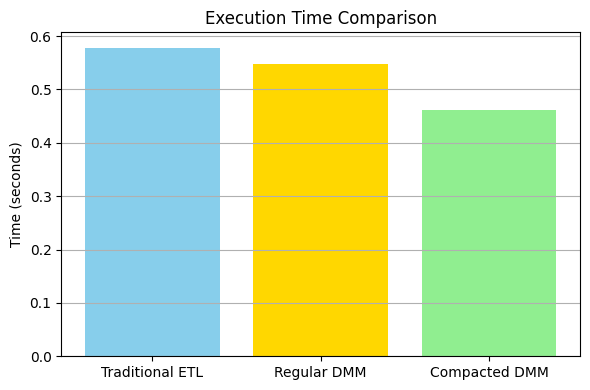 Execution Time Comparison
Time (seconds)
0.6
0.5
0.4
0.3
0.2
0.1
0.0
Traditional ETL Regular DMM Compacted DMM